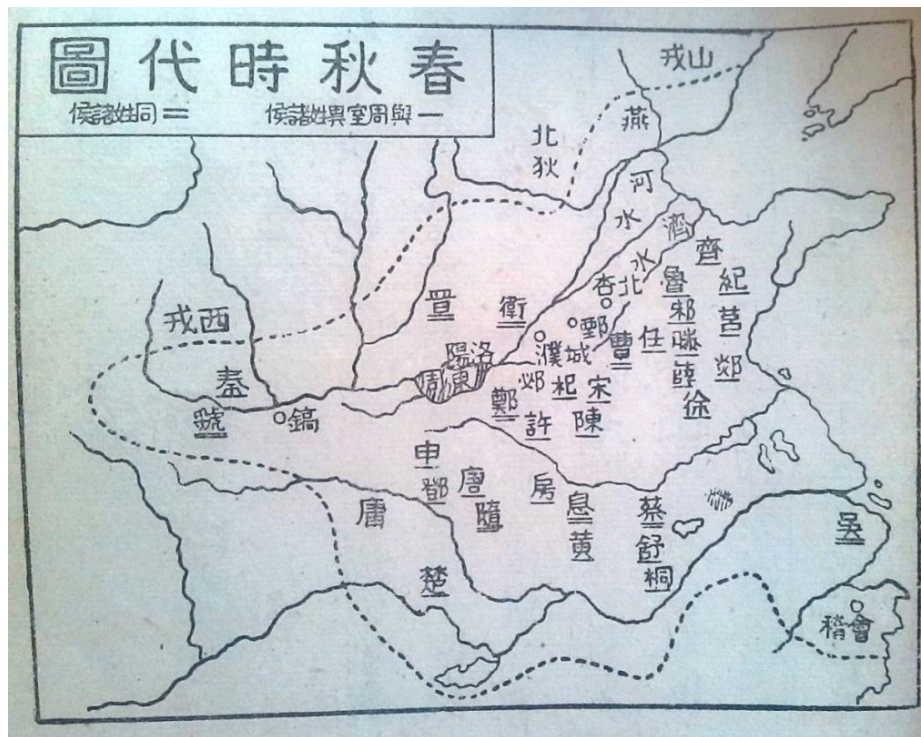 春秋時代圖
—與周室異姓諸侯
=同姓諸侯
山戎
燕
北狄
河水
濟水
齊
紀
北杏
魯
邾
莒
晉
衛
鄄
城濮
曹
任
滕
薛
郯
徐
西戎
秦
虢
鎬
洛陽
東周
邲
杞
宋
鄭
許
陳
申
鄧
唐
隨
房
息
黃
蔡
舒
桐
庸
楚
吳
會稽